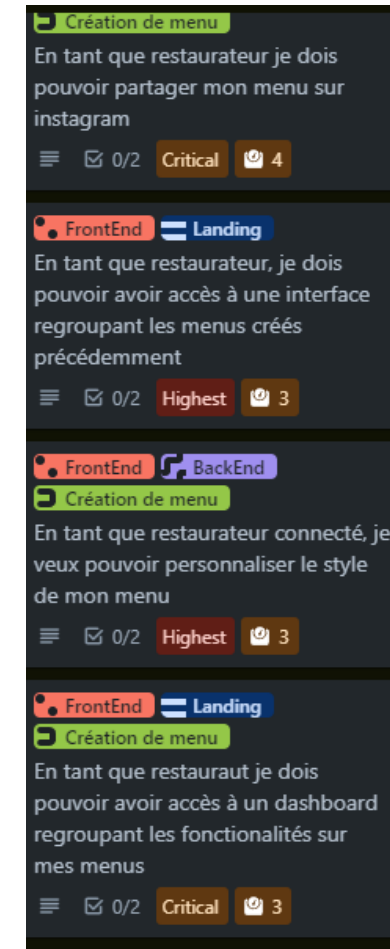 Création de menu
En tant que restaurateur je dois
pouvoir partager mon menu sur
instagram
0/2 Critical 4
FrontEnd Landing
En tant que restaurateur, je dois
pouvoir avoir accès à une interface
regroupant les menus créés
précédemment
0/2 Highest 3
FrontEnd BackEnd
Création de menu
En tant que restaurateur connecté, je
veux pouvoir personnaliser le style
de mon menu
0/2 Highest 3
FrontEnd Landing
Création de menu
En tant que restauraut je dois
pouvoir avoir accès à un dashboard
regroupant les fonctionalités sur
mes menus
0/2 Critical 3